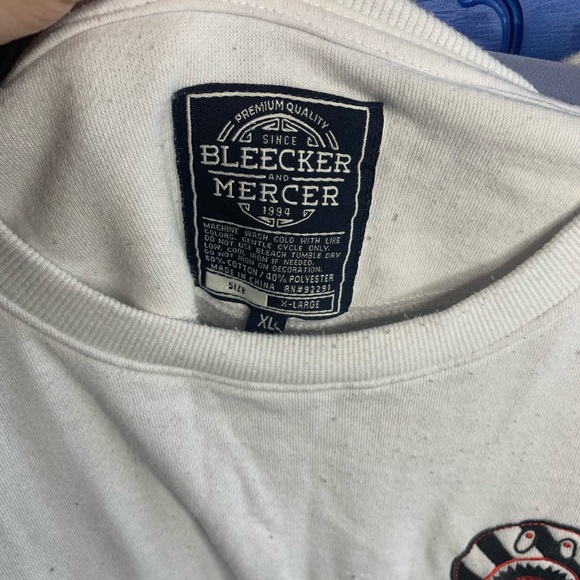 PREMIUM QUALITY
SINCE
BLEECKER
AND
MERCER
1994
MACHINE WASH COLD WITH LIKE
COLORS. GENTLE CYCLE ONLY.
DO NOT USE BLEACH TUMBLE DRY
LOW. COOL IRON IF NEEDED.
DO NOT IRON ON DECORATION.
60% COTTON / 40% POLYESTER
MADE IN CHINA RN#92291
SIZE X-LARGE
XL